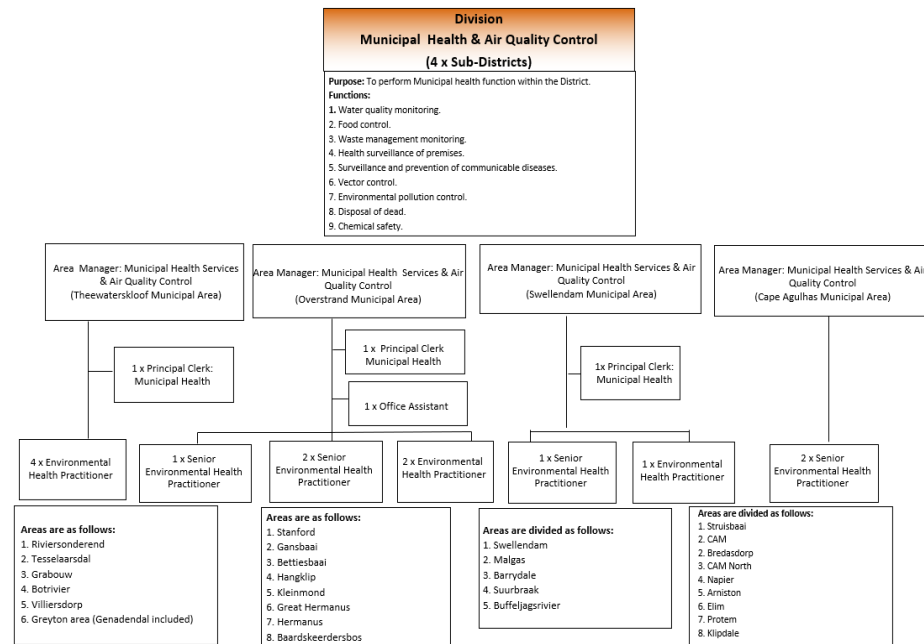 Division
Municipal Health & Air Quality Control
(4 x Sub-Districts)
Purpose: To perform Municipal health function within the District.
Functions:
1. Water quality monitoring.
2. Food control.
3. Waste management monitoring.
4. Health surveillance of premises.
5. Surveillance and prevention of communicable diseases.
6. Vector control.
7. Environmental pollution control.
8. Disposal of dead.
9. Chemical safety.
Area Manager: Municipal Health Services
& Air Quality Control
(Theewaterskloof Municipal Area)
Area Manager: Municipal Health Services & Air
Quality Control
(Overstrand Municipal Area)
Area Manager: Municipal Health Services & Air
Quality Control
(Swellendam Municipal Area)
Area Manager: Municipal Health Services & Air
Quality Control
(Cape Agulhas Municipal Area)
1 x Principal Clerk:
Municipal Health
1 x Principal Clerk
Municipal Health
1 x Office Assistant
1x Principal Clerk:
Municipal Health
4 x Environmental
Health Practitioner
1 x Senior
Environmental Health
Practitioner
2 x Senior
Environmental Health
Practitioner
2 x Environmental
Health Practitioner
1 x Senior
Environmental Health
Practitioner
1 x Environmental
Health Practitioner
2 x Senior
Environmental Health
Practitioner
Areas are as follows:
1. Riviersonderend
2. Tesselaarsdal
3. Grabouw
4. Botrivier
5. Villiersdorp
6. Greyton area (Genadendal included)
Areas are as follows:
1. Stanford
2. Gansbaai
3. Bettiesbaai
4. Hangklip
5. Kleinmond
6. Great Hermanus
7. Hermanus
8. Baardskeerdersbos
Areas are divided as follows:
1. Swellendam
2. Malgas
3. Barrydale
4. Suurbraak
5. Buffeljagsrivier
Areas are divided as follows:
1. Struisbaai
2. CAM
2. Bredasdorp
3. CAM North
4. Napier
5. Arniston
6. Elim
7. Protem
8. Klipdale